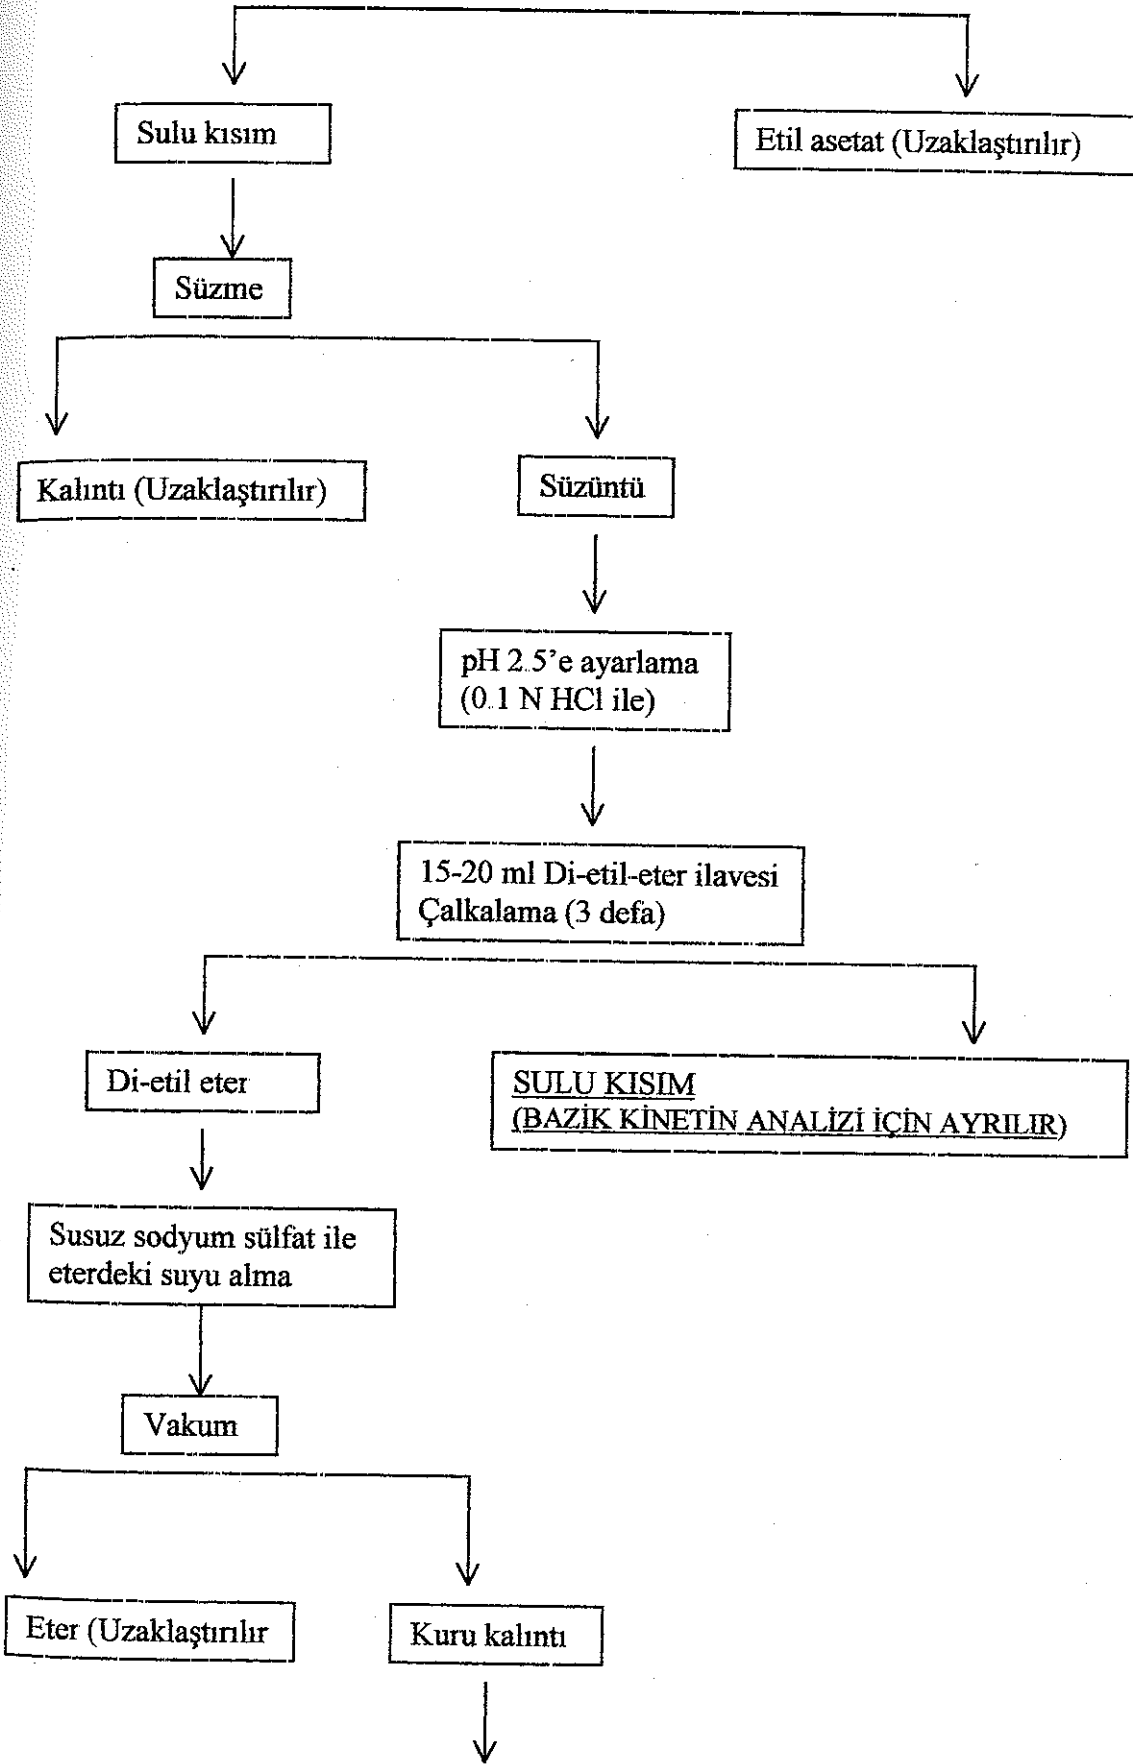 Sulu kısım
Etil asetat (Uzaklaştırılır)
Süzme
Kalıntı (Uzaklaştırılır)
Süzüntü
pH 2.5'e ayarlama
(0.1 N HCl ile)
15-20 ml Di-etil-eter ilavesi
Çalkalama (3 defa)
Di-etil eter
SULU KISIM
(BAZİK KİNETİN ANALİZİ İÇİN AYRILIR)
Susuz sodyum sülfat ile
eterdeki suyu alma
Vakum
Eter (Uzaklaştırılır
Kuru kalıntı